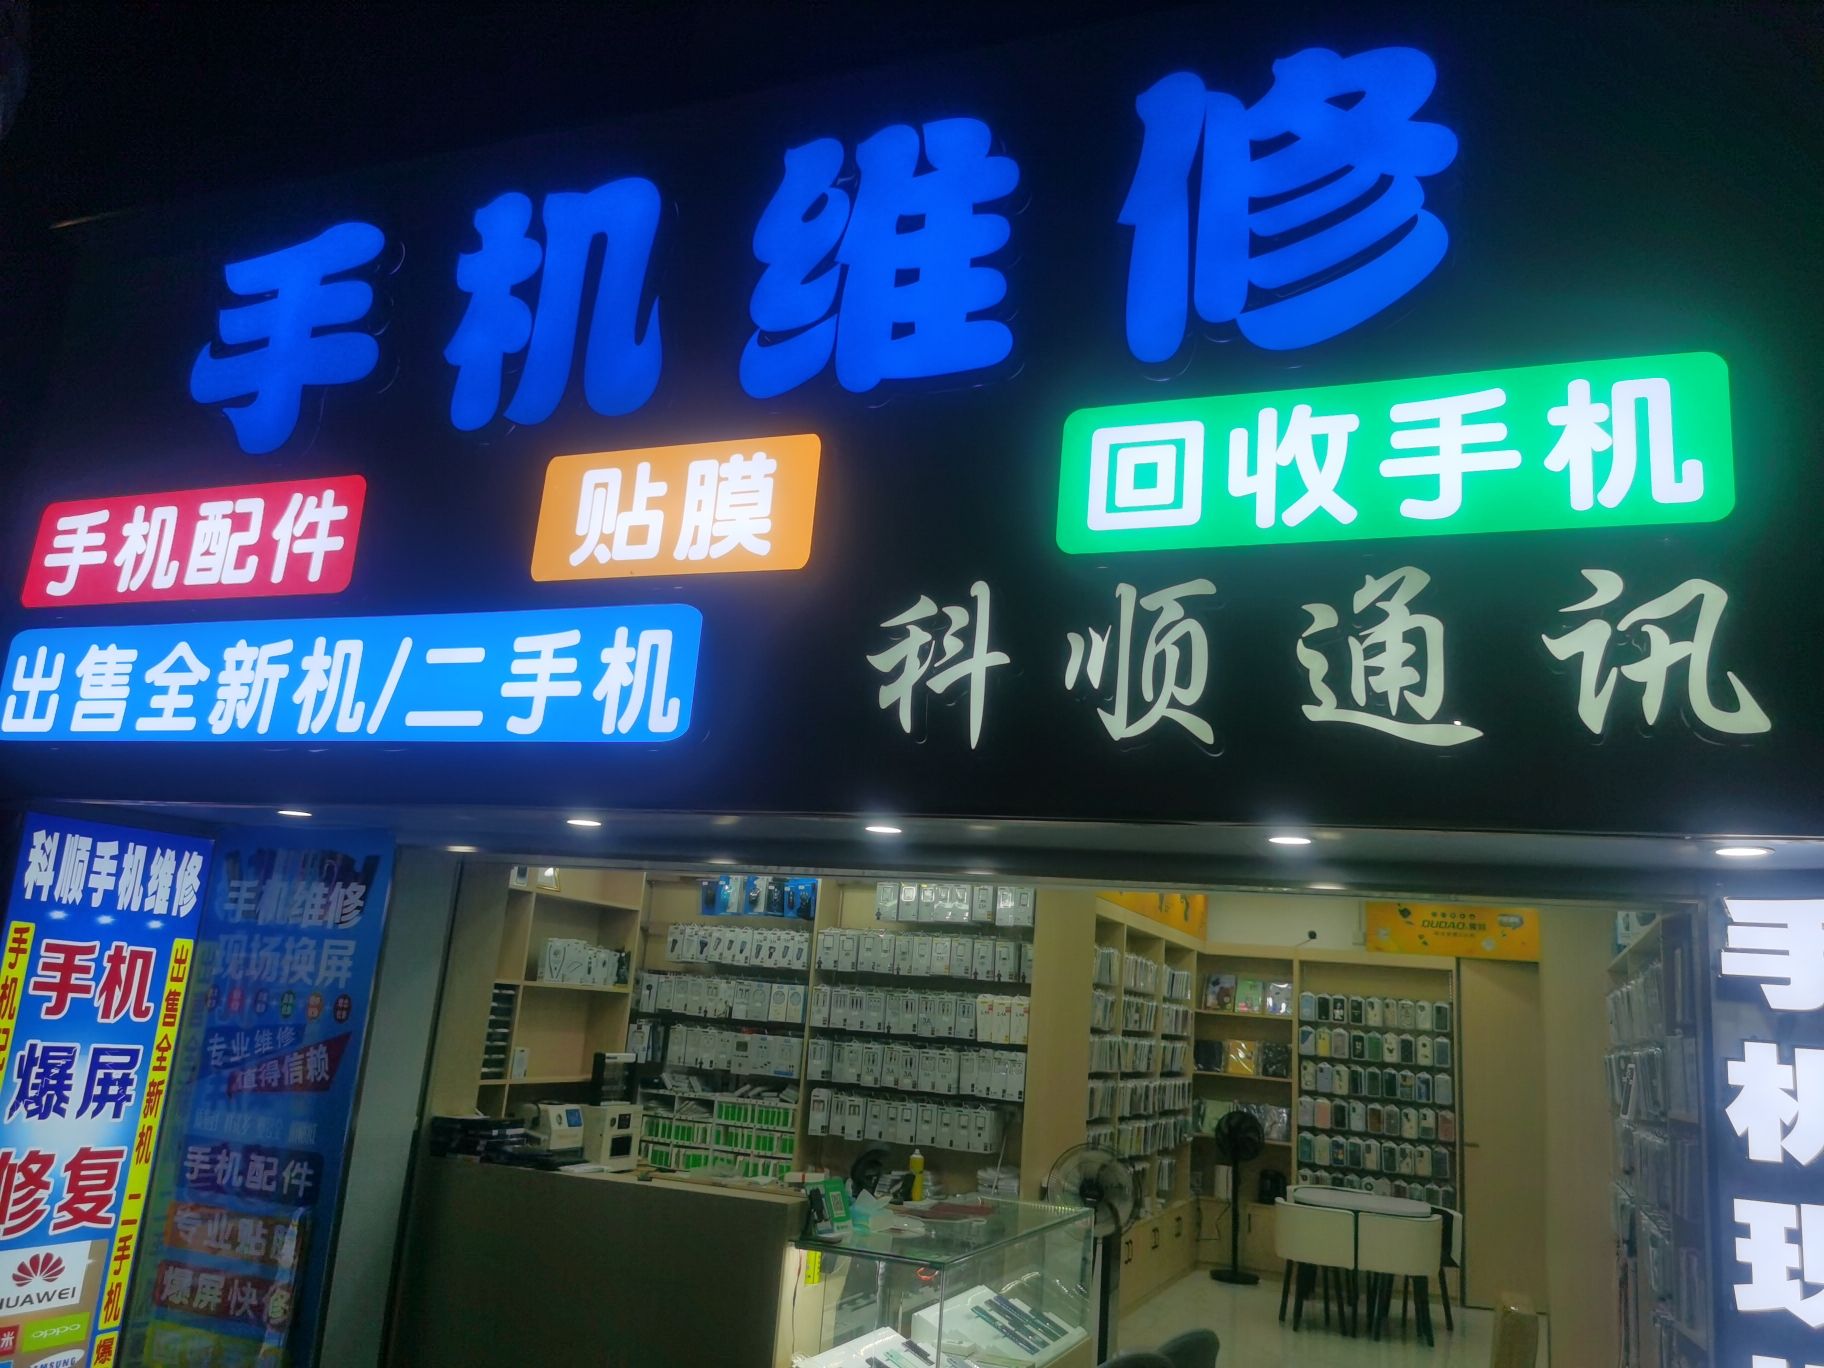 手机维修
手机配件
贴膜
回收手机
出售全新机/二手机
科顺通讯
科顺手机维修
手机
爆屏
修复
出售全新机 二手机
HUAWEI
oppo
手机维修
现场换屏
专业维修
值得信赖
手机配件
专业贴膜
爆屏快修
DUDAO
手机现